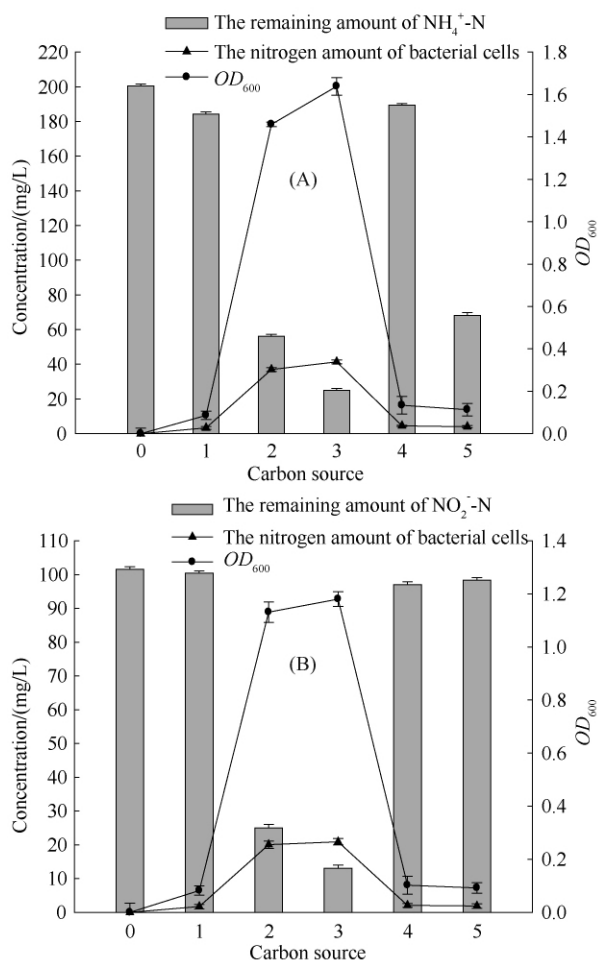 The remaining amount of NH₄⁺-N
The nitrogen amount of bacterial cells
OD₆₀₀
220
200
180
160
140
120
100
80
60
40
20
0
Concentration/(mg/L)
(A)
1.8
1.6
1.4
1.2
1.0
0.8
0.6
0.4
0.2
0.0
OD₆₀₀
0 1 2 3 4 5
Carbon source
The remaining amount of NO₂⁻-N
The nitrogen amount of bacterial cells
OD₆₀₀
110
100
90
80
70
60
50
40
30
20
10
0
Concentration/(mg/L)
(B)
1.4
1.2
1.0
0.8
0.6
0.4
0.2
0.0
OD₆₀₀
0 1 2 3 4 5
Carbon source